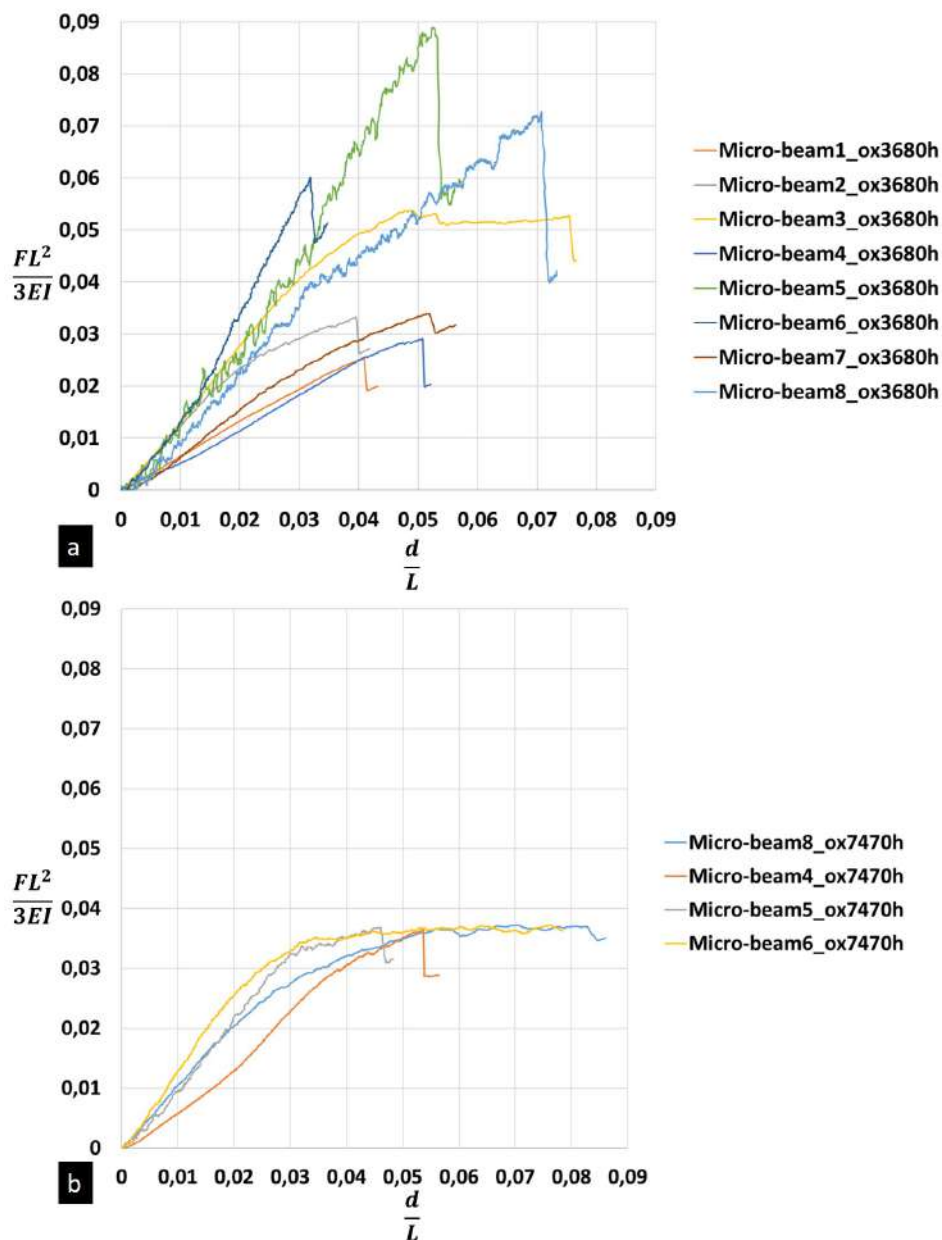 0,09
0,08
0,07
0,06
0,05
0,04
0,03
0,02
0,01
0
FL²
3EI
0 0,01 0,02 0,03 0,04 0,05 0,06 0,07 0,08 0,09
d
L
Micro-beam1_ox3680h
Micro-beam2_ox3680h
Micro-beam3_ox3680h
Micro-beam4_ox3680h
Micro-beam5_ox3680h
Micro-beam6_ox3680h
Micro-beam7_ox3680h
Micro-beam8_ox3680h
a
0,09
0,08
0,07
0,06
0,05
0,04
0,03
0,02
0,01
0
FL²
3EI
0 0,01 0,02 0,03 0,04 0,05 0,06 0,07 0,08 0,09
d
L
Micro-beam8_ox7470h
Micro-beam4_ox7470h
Micro-beam5_ox7470h
Micro-beam6_ox7470h
b